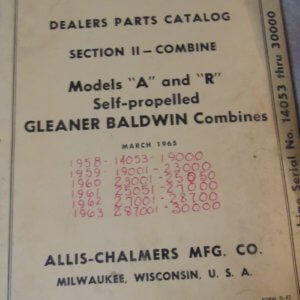 DEALERS PARTS CATALOG
SECTION II — COMBINE
Models "A" and "R"
Self-propelled
GLEANER BALDWIN Combines
MARCH 1965
1958 - 14053 - 19000
1959 - 19001 - 23000
1960 23001 - 25050
1961 25051 - 27000
1962 27001 - 28700
1963 287001 - 30000
ALLIS-CHALMERS MFG. CO.
MILWAUKEE, WISCONSIN, U. S. A.
Serial No. 14053 thru 30000